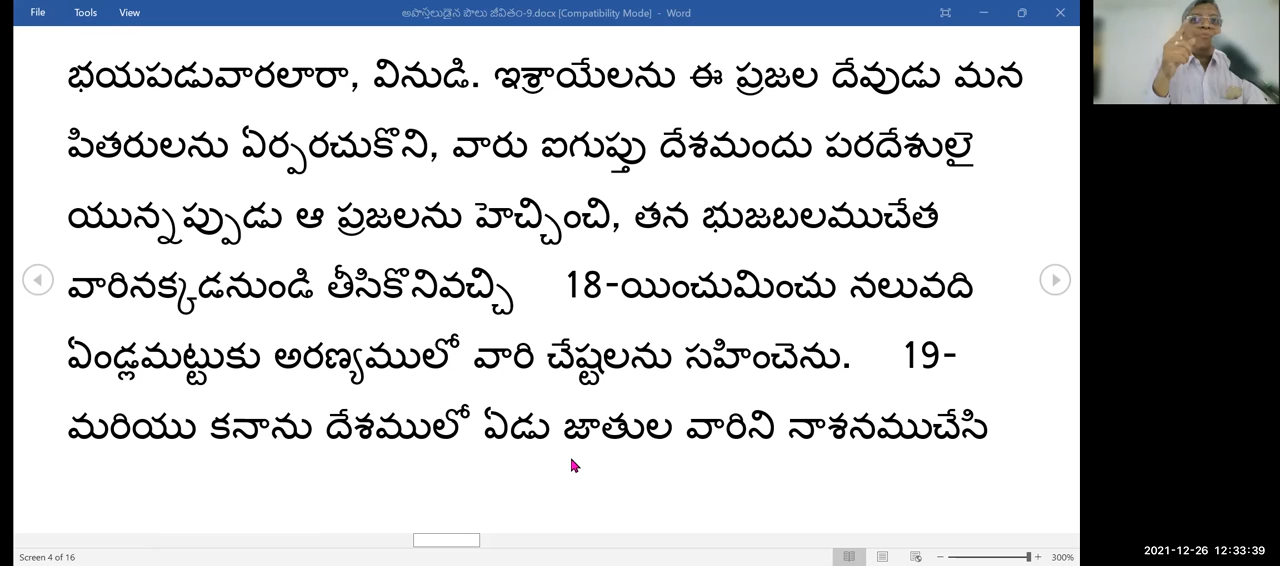 File Tools View అపొస్తలుడైన పౌలు జీవితం-9.docx [Compatibility Mode] - Word
భయపడువారలారా, వినుడి. ఇశ్రాయేలను ఈ ప్రజల దేవుడు మన
పితరులను ఏర్పరచుకొని, వారు ఐగుప్తు దేశమందు పరదేశులై
యున్నప్పుడు ఆ ప్రజలను హెచ్చించి, తన భుజబలముచేత
వారినక్కడనుండి తీసికొనివచ్చి 18-యించుమించు నలువది
ఏండ్లమట్టుకు అరణ్యములో వారి చేష్టలను సహించెను. 19-
మరియు కనాను దేశములో ఏడు జాతుల వారిని నాశనముచేసి
Screen 4 of 16 300%
2021-12-26 12:33:39